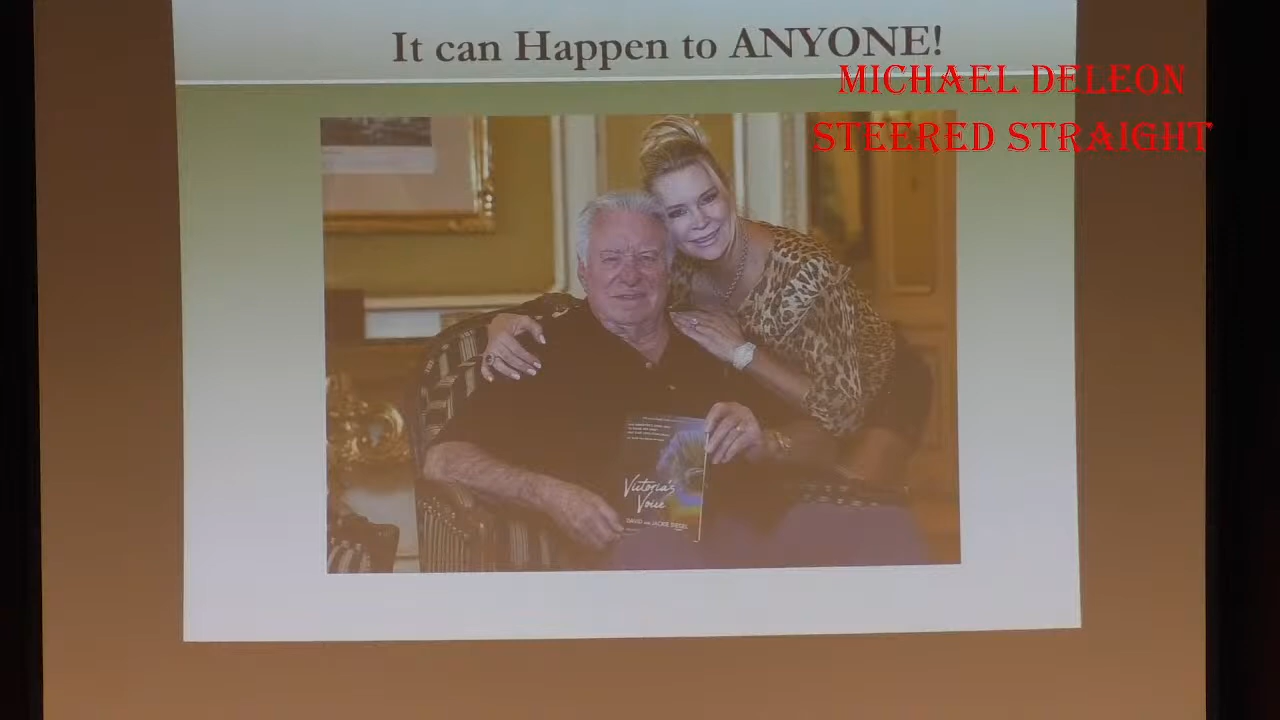 It can Happen to ANYONE!
MICHAEL DELEON
STEERED STRAIGHT
Victoria's
Voice
DAVID AND JACKIE SIEGEL